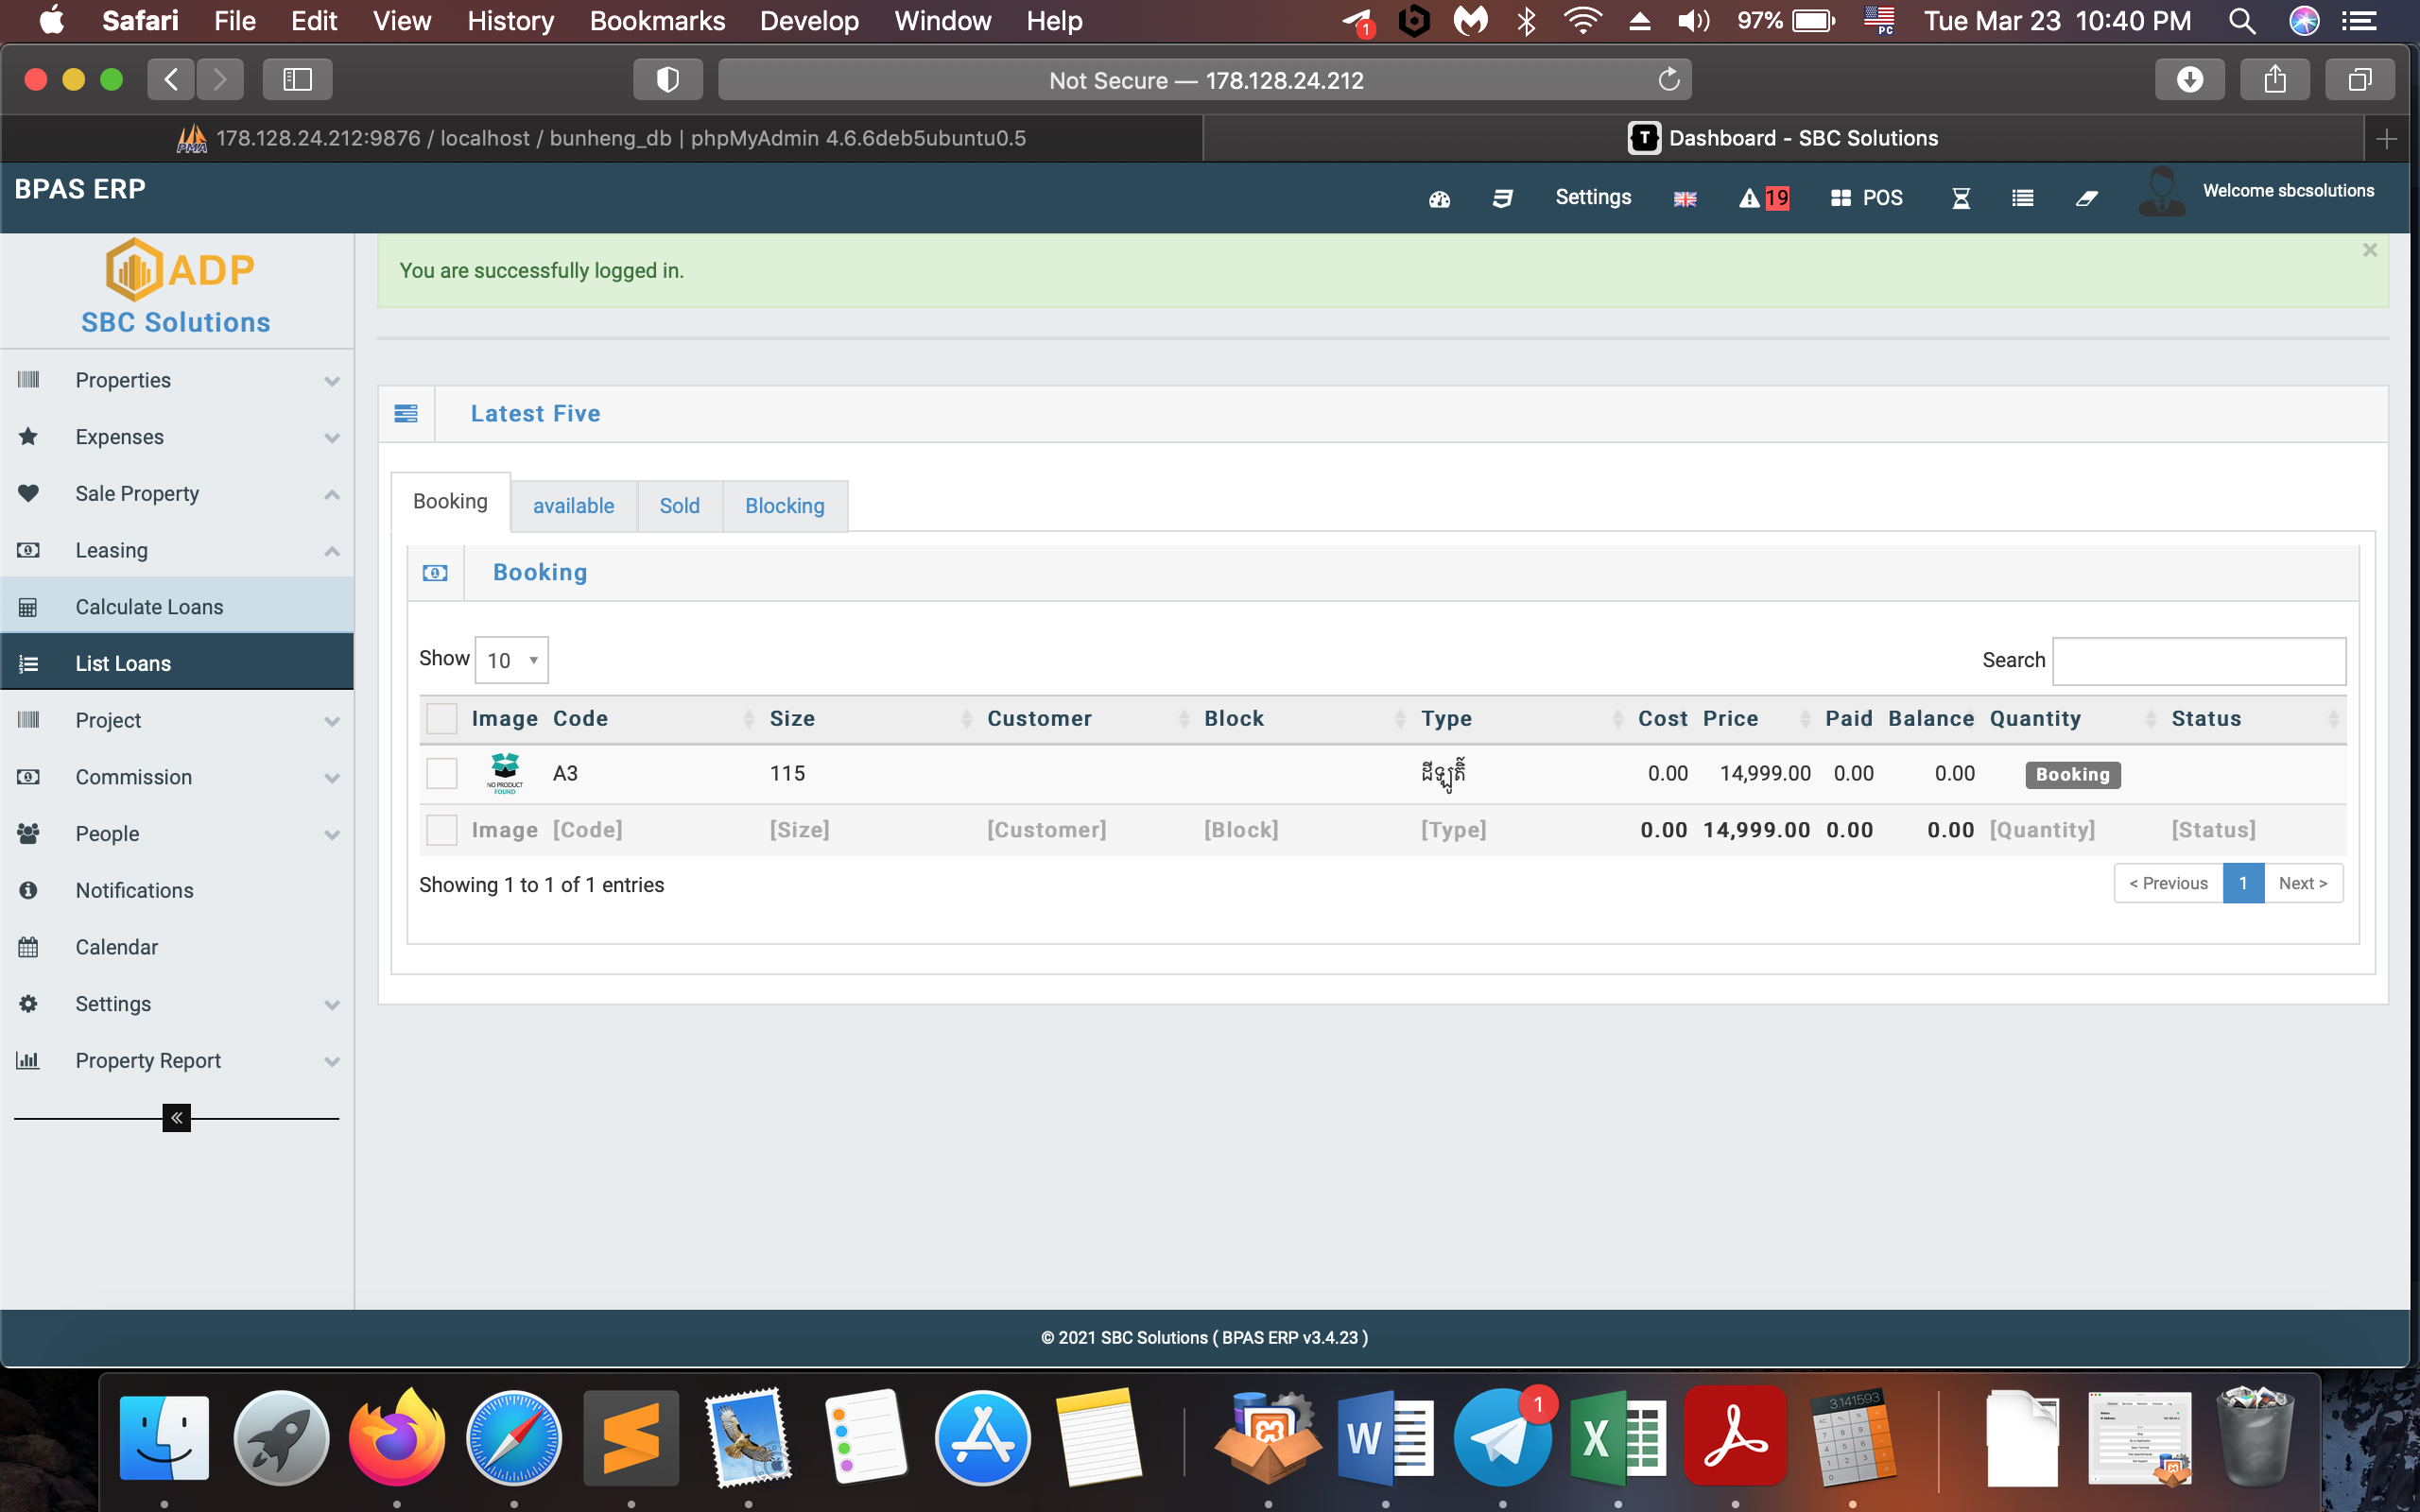 Safari File Edit View History Bookmarks Develop Window Help 1 97% PC Tue Mar 23 10:40 PM
Not Secure — 178.128.24.212
178.128.24.212:9876 / localhost / bunheng_db | phpMyAdmin 4.6.6deb5ubuntu0.5
T Dashboard - SBC Solutions
BPAS ERP Settings 19 POS Welcome sbcsolutions
ADP
SBC Solutions
Properties
Expenses
Sale Property
Leasing
Calculate Loans
List Loans
Project
Commission
People
Notifications
Calendar
Settings
Property Report
You are successfully logged in. ×
Latest Five
Booking available Sold Blocking
Booking
Show 10 Search
Image Code Size Customer Block Type Cost Price Paid Balance Quantity Status
NO PRODUCT
FOUND
A3 115 ដីឡូត៍ 0.00 14,999.00 0.00 0.00 Booking
Image [Code] [Size] [Customer] [Block] [Type] 0.00 14,999.00 0.00 0.00 [Quantity] [Status]
Showing 1 to 1 of 1 entries
< Previous 1 Next >
© 2021 SBC Solutions ( BPAS ERP v3.4.23 )
W 1 X 3.141593